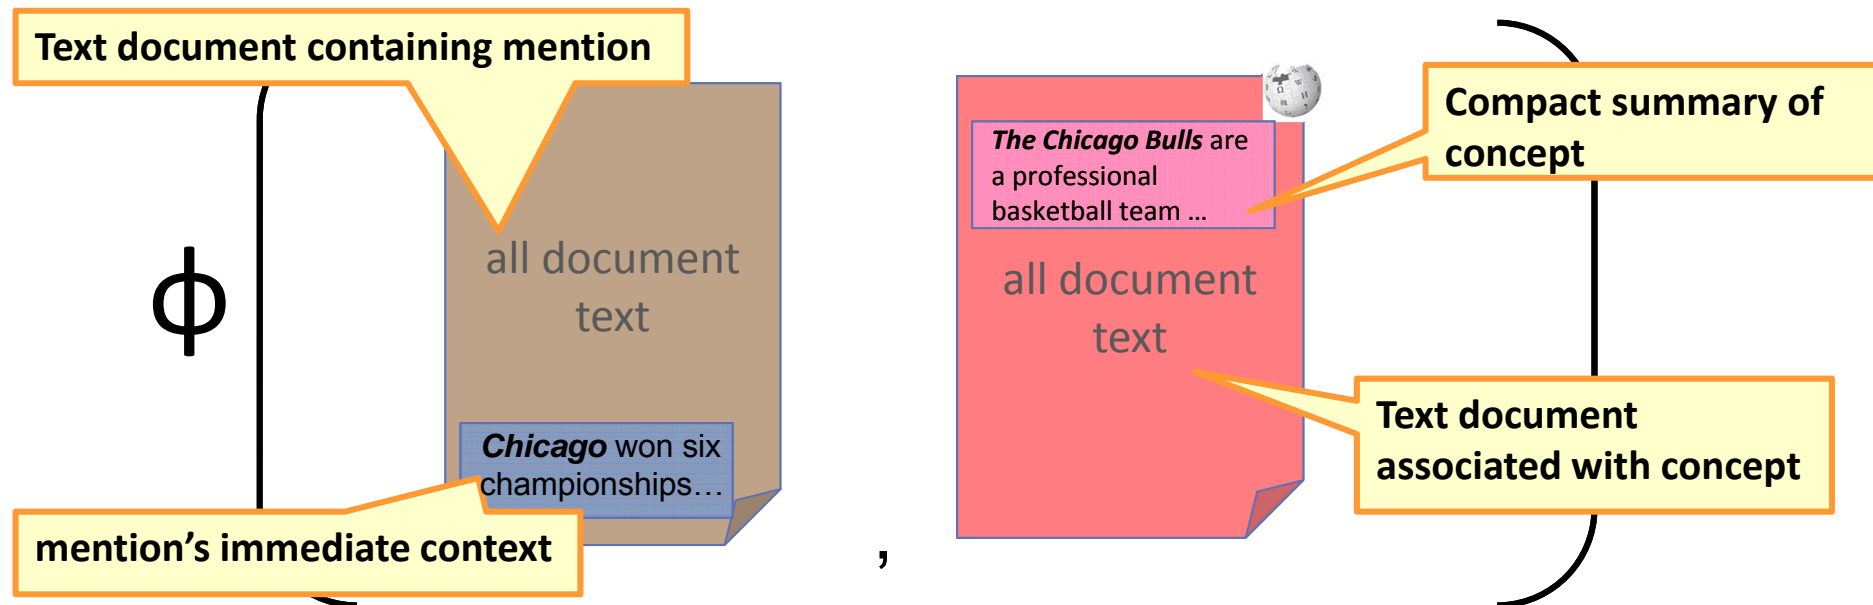 Text document containing mention
ϕ
all document
text
Chicago won six
championships…
mention’s immediate context
,
The Chicago Bulls are
a professional
basketball team ...
all document
text
Compact summary of
concept
Text document
associated with concept